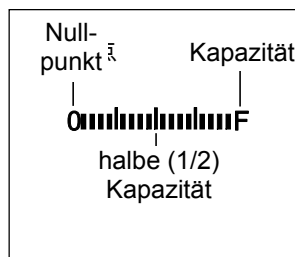 Null-
punkt
Kapazität
0 F
halbe (1/2)
Kapazität